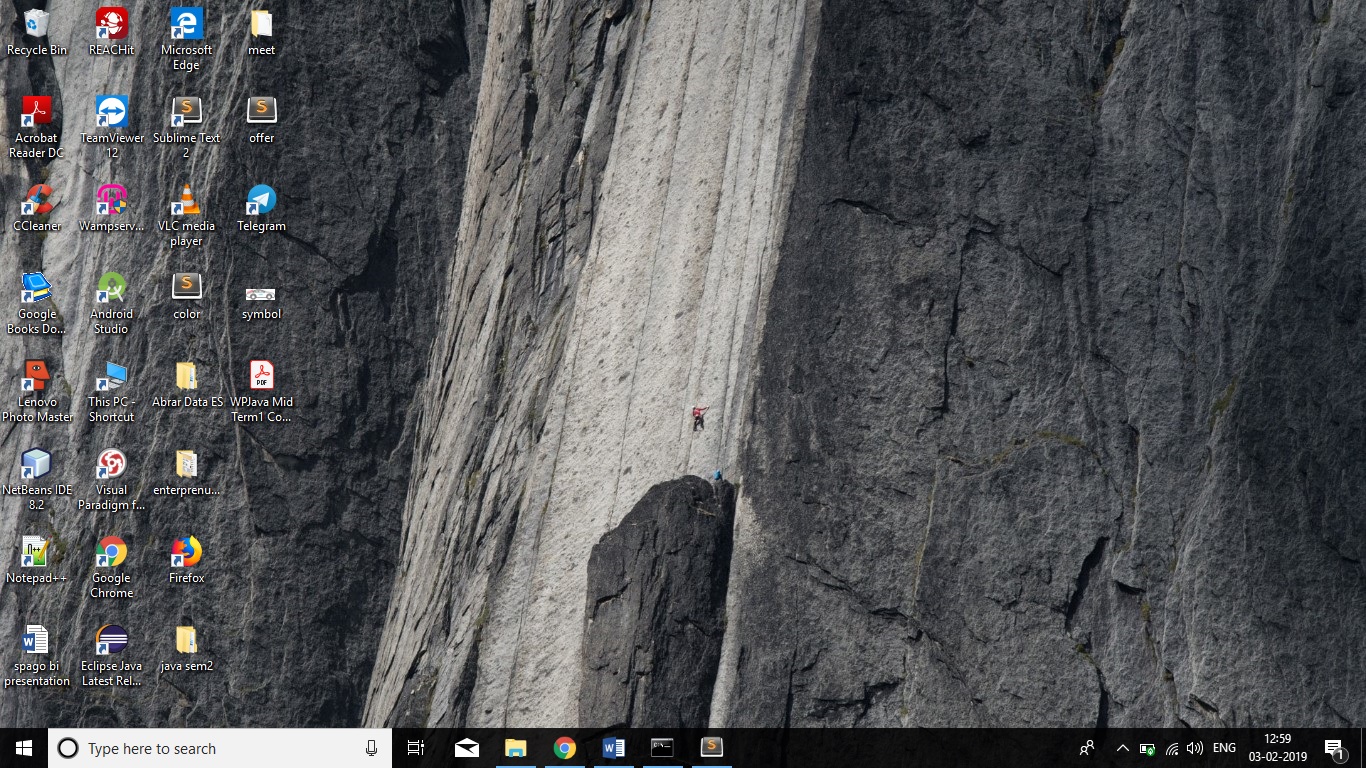 Recycle Bin
REACHit
Microsoft
Edge
meet
Acrobat
Reader DC
TeamViewer
12
Sublime Text
2
offer
CCleaner
Wampserv...
VLC media
player
Telegram
Google
Books Do...
Android
Studio
color
symbol
Lenovo
Photo Master
This PC -
Shortcut
Abrar Data ES
PDF
WPJava Mid
Term1 Co...
NetBeans IDE
8.2
Visual
Paradigm f...
enterprenu...
Notepad++
Google
Chrome
Firefox
spago bi
presentation
Eclipse Java
Latest Rel...
java sem2
Type here to search
ENG
12:59
03-02-2019
1